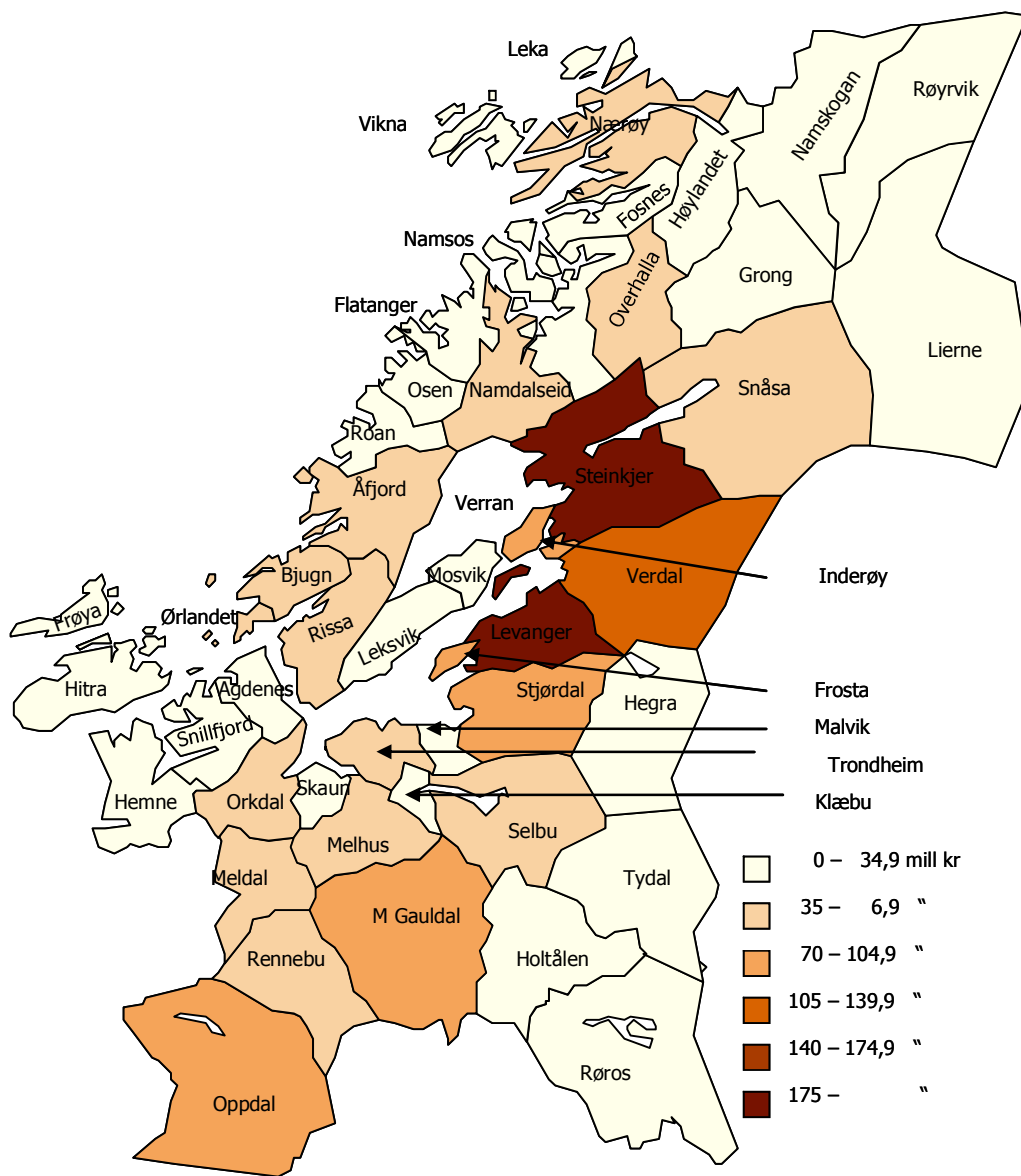 Leka
Røyrvik
Vikna
Nærøy
Namskogan
Fosnes
Høylandet
Namsos
Overhalla
Grong
Flatanger
Lierne
Osen
Namdalseid
Snåsa
Roan
Steinkjer
Åfjord
Verran
Bjugn
Mosvik
Verdal
Inderøy
Frøya
Ørlandet
Rissa
Leksvik
Levanger
Hitra
Agdenes
Stjørdal
Hegra
Frosta
Snillfjord
Malvik
Trondheim
Hemne
Orkdal
Skaun
Klæbu
Melhus
Selbu
0 – 34,9 mill kr
Meldal
Tydal
35 – 6,9 “
M Gauldal
Rennebu
Holtålen
70 – 104,9 “
105 – 139,9 “
140 – 174,9 “
Røros
Oppdal
175 – “